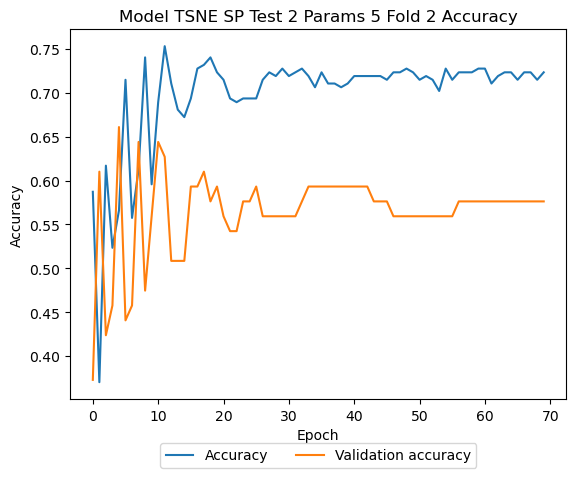 Model TSNE SP Test 2 Params 5 Fold 2 Accuracy
0.75
0.70
0.65
0.60
0.55
0.50
0.45
0.40
Accuracy
0 10 20 30 40 50 60 70
Epoch
Accuracy Validation accuracy